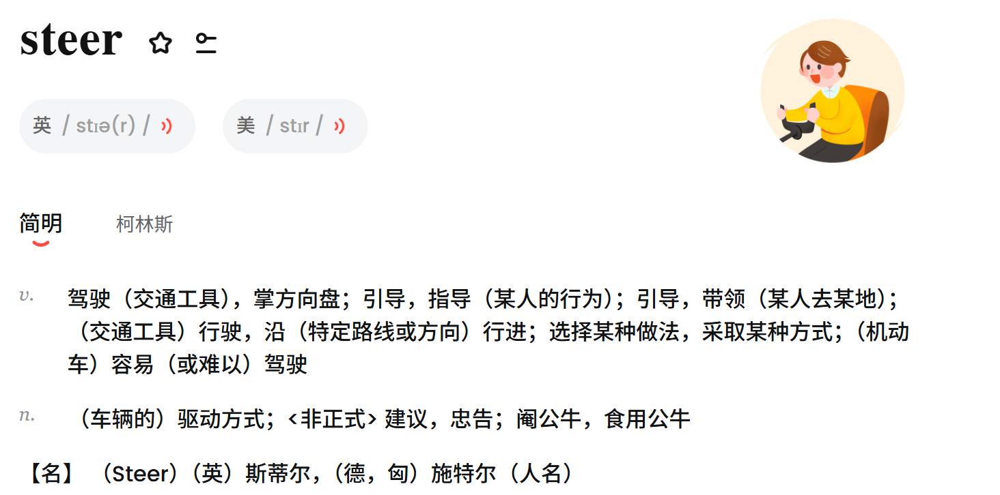 steer
英 / stɪə(r) / 美 / stɪr /
简明 柯林斯
v. 驾驶（交通工具），掌方向盘；引导，指导（某人的行为）；引导，带领（某人去某地）；
（交通工具）行驶，沿（特定路线或方向）行进；选择某种做法，采取某种方式；（机动
车）容易（或难以）驾驶
n. （车辆的）驱动方式；<非正式> 建议，忠告；阉公牛，食用公牛
【名】 （Steer）（英）斯蒂尔，（德，匈）施特尔（人名）